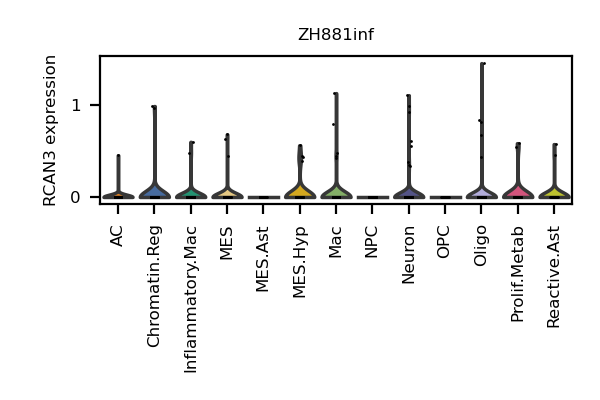 ZH881inf
RCAN3 expression
1
0
AC
Chromatin.Reg
Inflammatory.Mac
MES
MES.Ast
MES.Hyp
Mac
NPC
Neuron
OPC
Oligo
Prolif.Metab
Reactive.Ast